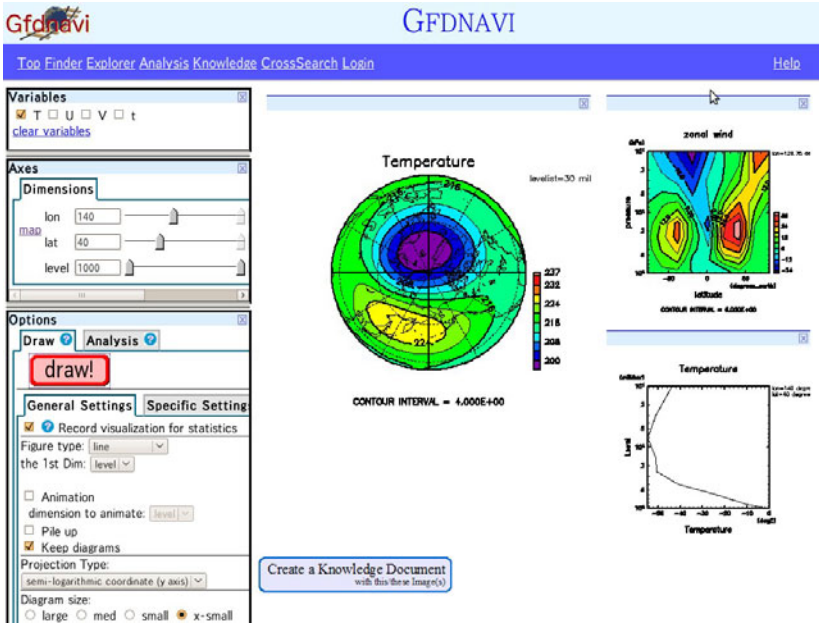 Gfdnavi
GFDNAVI
Top Finder Explorer Analysis Knowledge CrossSearch Login
Help
Variables
T U V t
clear variables
Axes
Dimensions
lon 140
map
lat 40
level 1000
Options
Draw ? Analysis ?
draw!
General Settings Specific Setting
? Record visualization for statistics
Figure type: line
the 1st Dim: level
Animation
dimension to animate: level
Pile up
Keep diagrams
Projection Type:
semi-logarithmic coordinate (y axis)
Diagram size:
large med small x-small
Temperature
levelist=30 mil
237
232
224
216
208
200
CONTOUR INTERVAL = 4.000E+00
Create a Knowledge Document
with this/these Image(s)
zonal wind
pressure
latitude
CONTOUR INTERVAL = 4.000E+00
Temperature
Level
Temperature